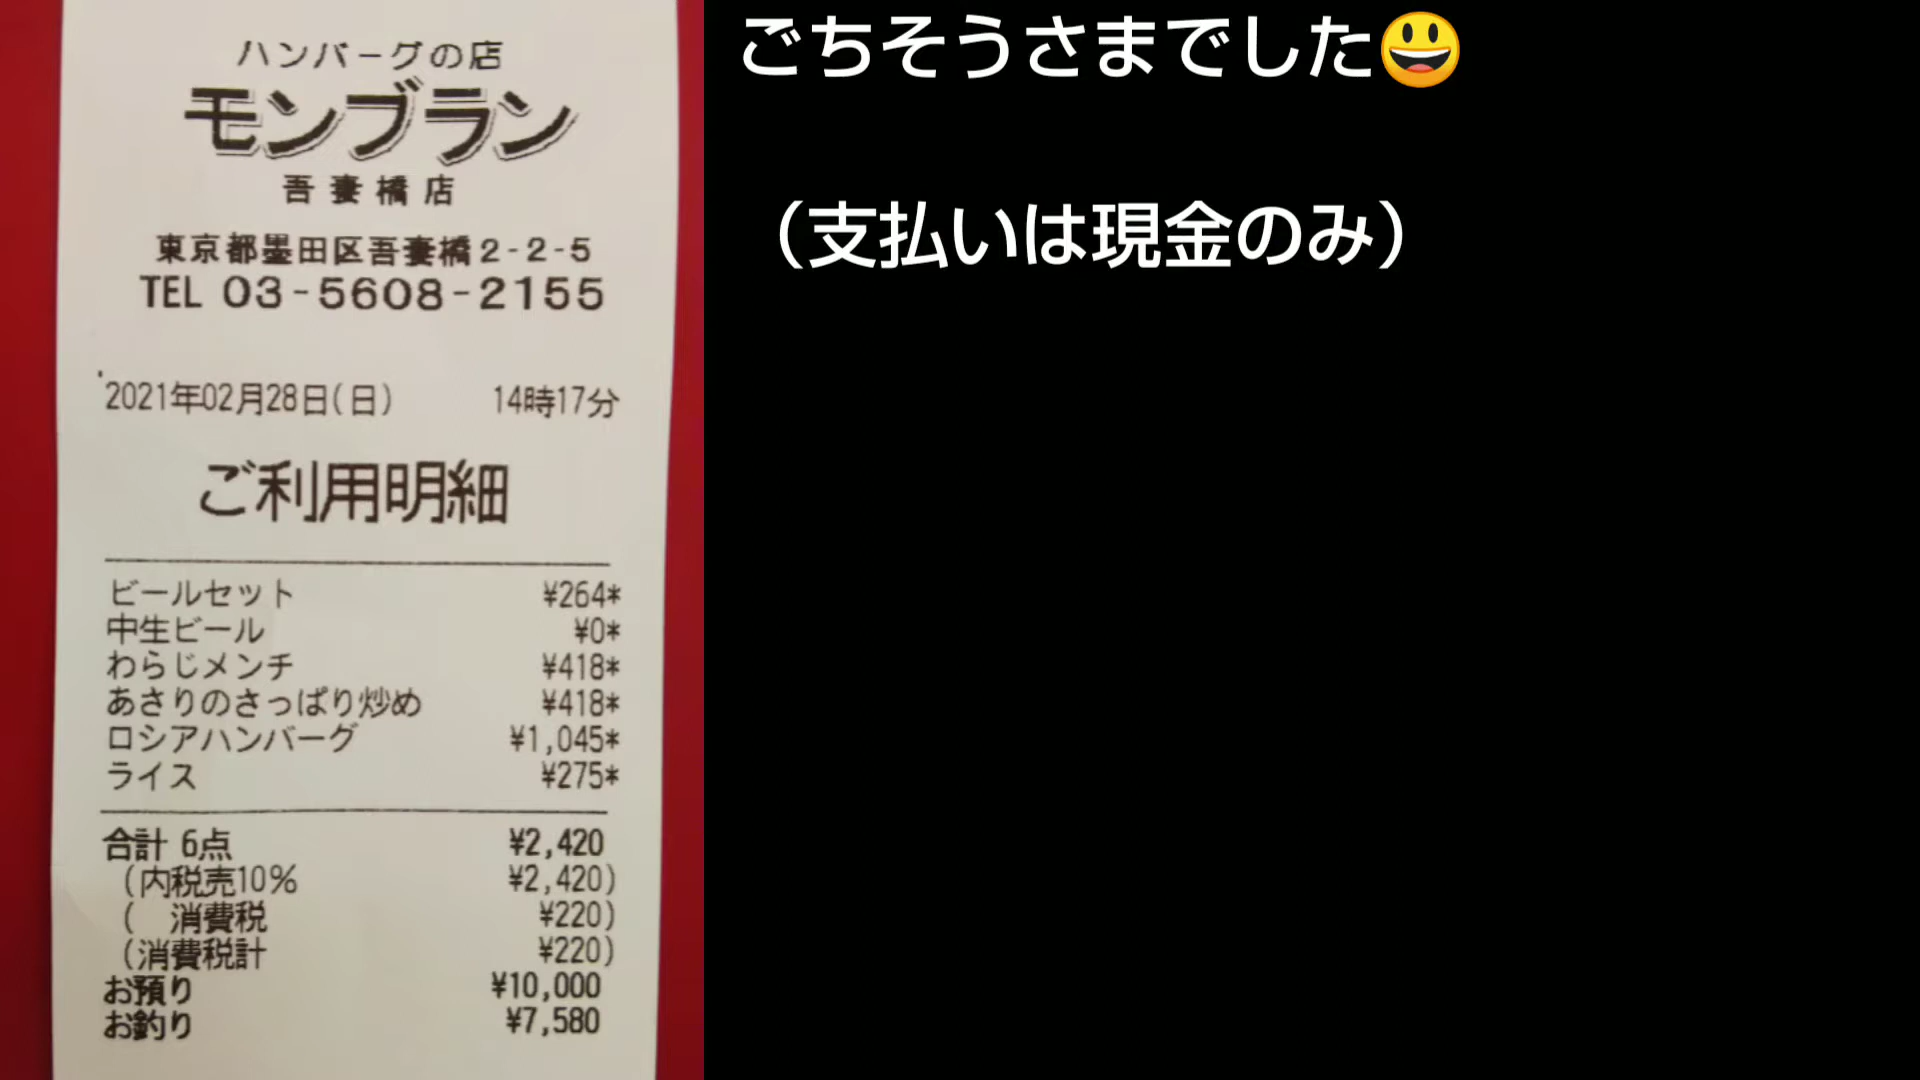 ハンバーグの店
モンブラン
吾妻橋店
東京都墨田区吾妻橋2-2-5
TEL 03-5608-2155
2021年02月28日(日) 14時17分
ご利用明細
ビールセット ¥264*
中生ビール ¥0*
わらじメンチ ¥418*
あさりのさっぱり炒め ¥418*
ロシアハンバーグ ¥1,045*
ライス ¥275*
合計 6点 ¥2,420
(内税売10% ¥2,420)
( 消費税 ¥220)
(消費税計 ¥220)
お預り ¥10,000
お釣り ¥7,580
ごちそうさまでした😃
（支払いは現金のみ）